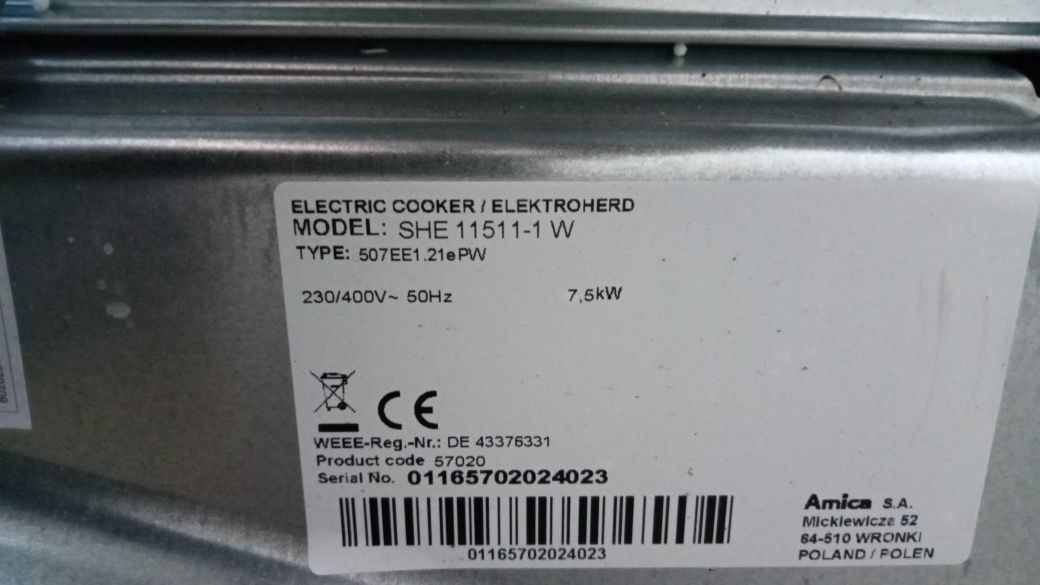 ELECTRIC COOKER / ELEKTROHERD
MODEL: SHE 11511-1 W
TYPE: 507EE1.21ePW
230/400V~ 50Hz 7,5kW
CE
WEEE-Reg.-Nr.: DE 43376331
Product code 57020
Serial No. 01165702024023
01165702024023
Amica S.A.
Mickiewicza 52
64-510 WRONKI
POLAND / POLEN